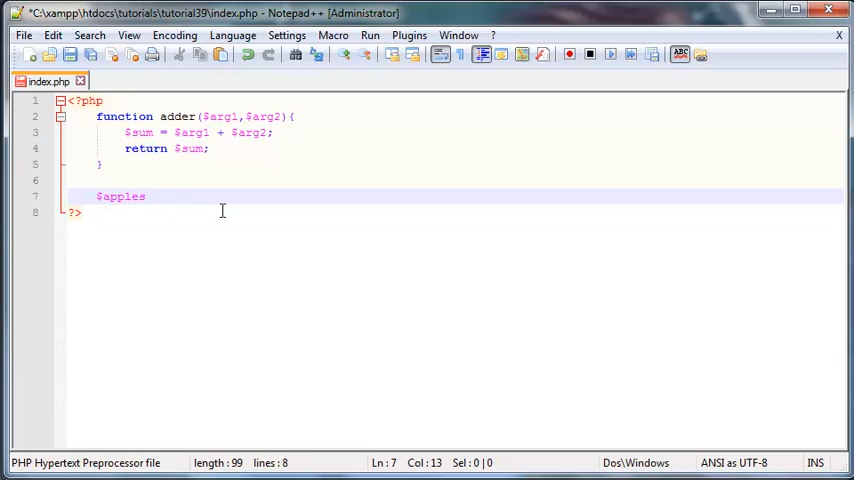 *C:\xampp\htdocs\tutorials\tutorial39\index.php - Notepad++ [Administrator]
File Edit Search View Encoding Language Settings Macro Run Plugins Window ? X
index.php
1 <?php
2 function adder($arg1,$arg2){
3 $sum = $arg1 + $arg2;
4 return $sum;
5 }
6
7 $apples
8 ?>
PHP Hypertext Preprocessor file length : 99 lines : 8 Ln : 7 Col : 13 Sel : 0 | 0 Dos\Windows ANSI as UTF-8 INS